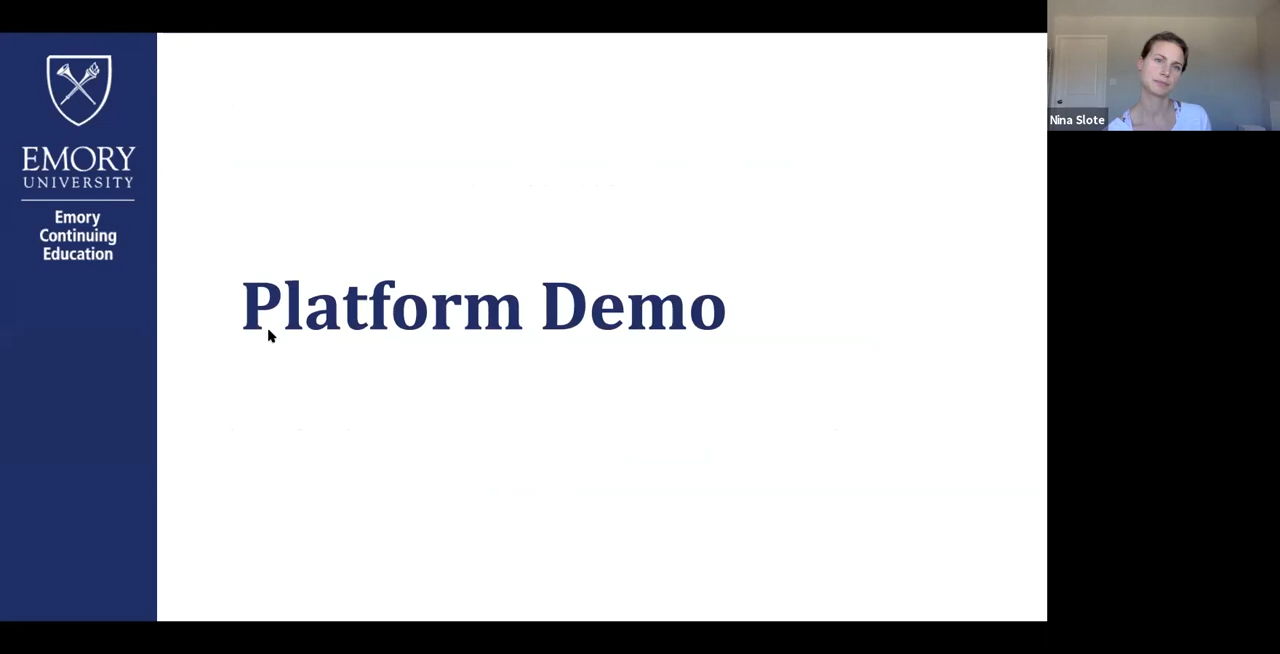 EMORY
UNIVERSITY
Emory
Continuing
Education
Platform Demo
Nina Slote